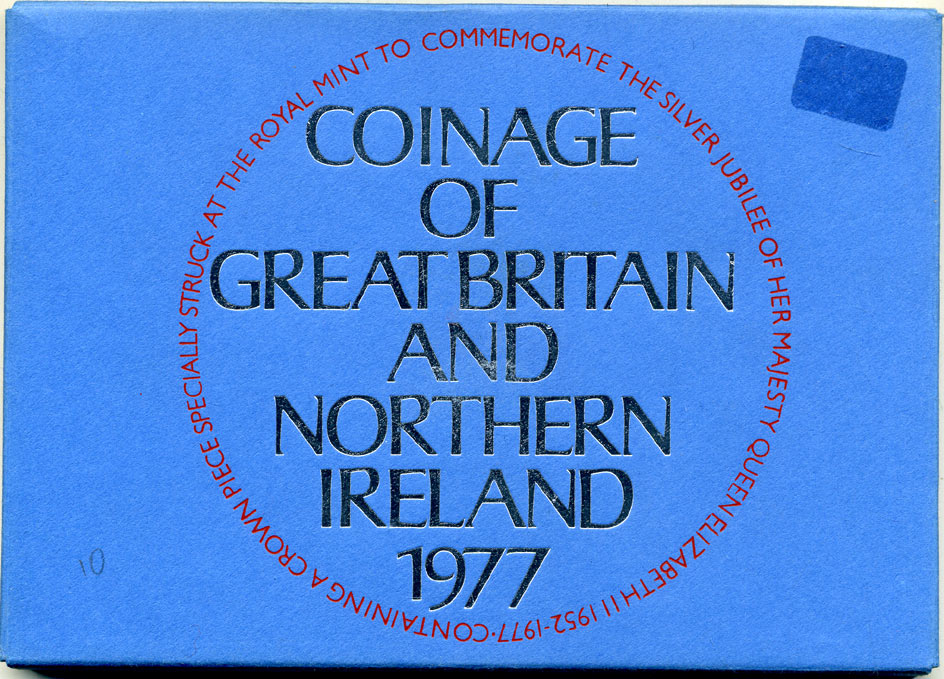 COINAGE
OF
GREAT BRITAIN
AND
NORTHERN
IRELAND
1977
CONTAINING A CROWN PIECE SPECIALLY STRUCK AT THE ROYAL MINT TO COMMEMORATE THE SILVER JUBILEE OF HER MAJESTY QUEEN ELIZABETH II 1952-1977·
10